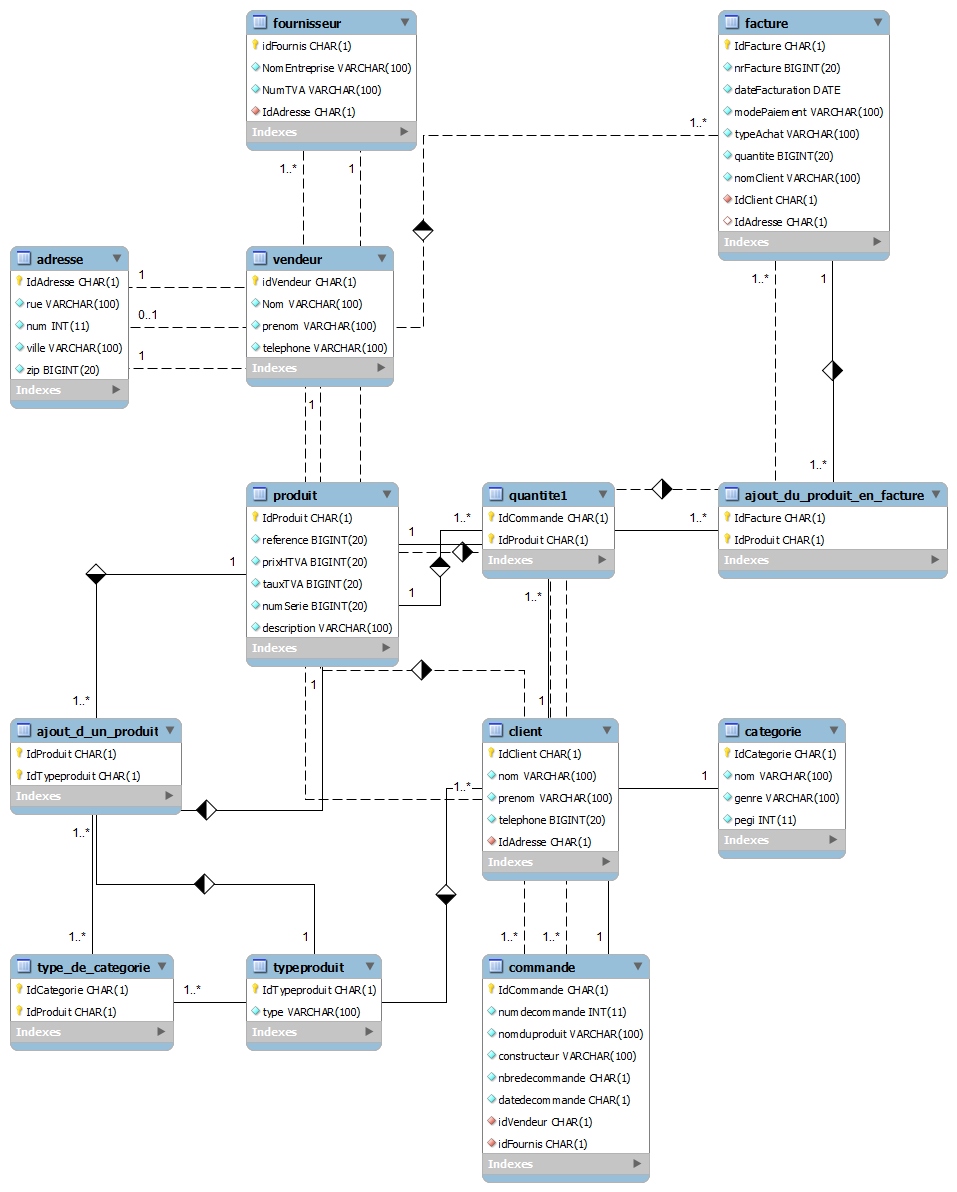 fournisseur
idFournis CHAR(1)
NomEntreprise VARCHAR(100)
NumTVA VARCHAR(100)
IdAdresse CHAR(1)
Indexes
facture
IdFacture CHAR(1)
nrFacture BIGINT(20)
dateFacturation DATE
modePaiement VARCHAR(100)
typeAchat VARCHAR(100)
quantite BIGINT(20)
nomClient VARCHAR(100)
IdClient CHAR(1)
IdAdresse CHAR(1)
Indexes
1..*
1..*
1
adresse
IdAdresse CHAR(1)
rue VARCHAR(100)
num INT(11)
ville VARCHAR(100)
zip BIGINT(20)
Indexes
1
0..1
1
vendeur
idVendeur CHAR(1)
Nom VARCHAR(100)
prenom VARCHAR(100)
telephone VARCHAR(100)
Indexes
1..*
1
1
1..*
produit
IdProduit CHAR(1)
reference BIGINT(20)
prixHTVA BIGINT(20)
tauxTVA BIGINT(20)
numSerie BIGINT(20)
description VARCHAR(100)
Indexes
quantite1
IdCommande CHAR(1)
IdProduit CHAR(1)
Indexes
ajout_du_produit_en_facture
IdFacture CHAR(1)
IdProduit CHAR(1)
Indexes
1..*
1
1..*
1
1
1..*
1
1
1..*
ajout_d_un_produit
IdProduit CHAR(1)
IdTypeproduit CHAR(1)
Indexes
client
IdClient CHAR(1)
nom VARCHAR(100)
prenom VARCHAR(100)
telephone BIGINT(20)
IdAdresse CHAR(1)
Indexes
categorie
IdCategorie CHAR(1)
nom VARCHAR(100)
genre VARCHAR(100)
pegi INT(11)
Indexes
1..*
1
1..*
1..*
1
1..*
1..*
1
type_de_categorie
IdCategorie CHAR(1)
IdProduit CHAR(1)
Indexes
1..*
typeproduit
IdTypeproduit CHAR(1)
type VARCHAR(100)
Indexes
commande
IdCommande CHAR(1)
numdecommande INT(11)
nomduproduit VARCHAR(100)
constructeur VARCHAR(100)
nbredecommande CHAR(1)
datedecommande CHAR(1)
idVendeur CHAR(1)
idFournis CHAR(1)
Indexes